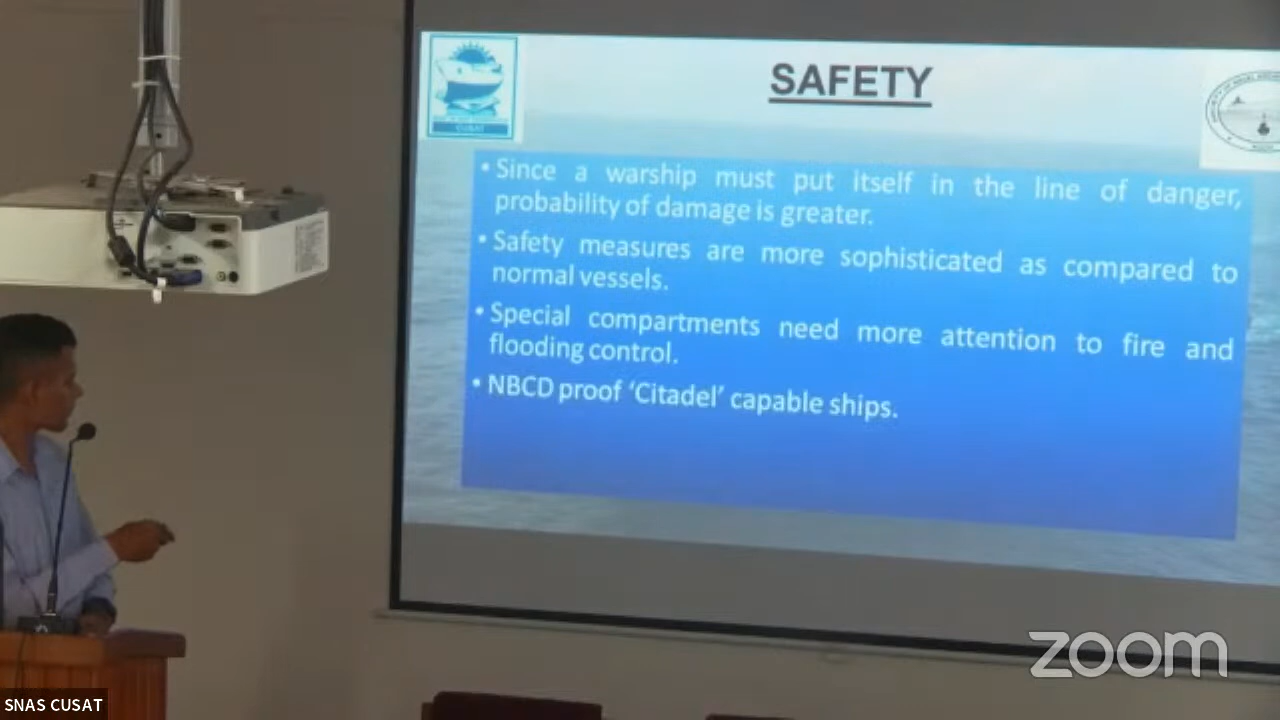 SAFETY
CUSAT
• Since a warship must put itself in the line of danger,
probability of damage is greater.
• Safety measures are more sophisticated as compared to
normal vessels.
• Special compartments need more attention to fire and
flooding control.
• NBCD proof ‘Citadel’ capable ships.
zoom
SNAS CUSAT